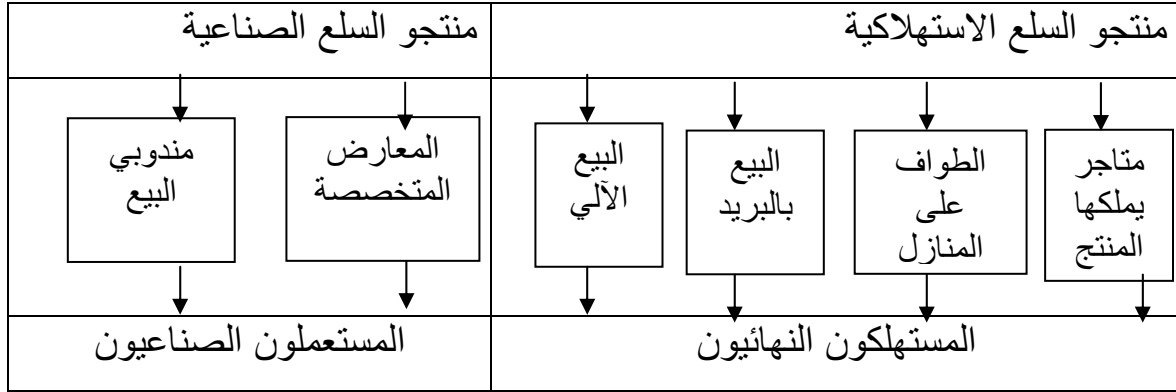 منتجو السلع الاستهلاكية
منتجو السلع الصناعية
متاجر
يملكها
المنتج
الطواف
على
المنازل
البيع
بالبريد
البيع
الآلي
المعارض
المتخصصة
مندوبي
البيع
المستهلكون النهائيون
المستعملون الصناعيون